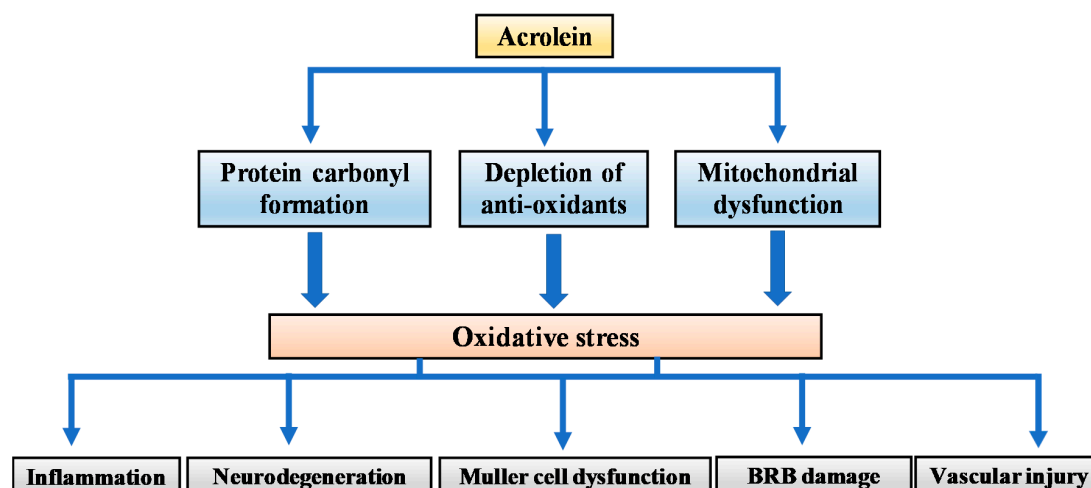 Acrolein
Protein carbonyl
formation
Depletion of
anti-oxidants
Mitochondrial
dysfunction
Oxidative stress
Inflammation
Neurodegeneration
Muller cell dysfunction
BRB damage
Vascular injury